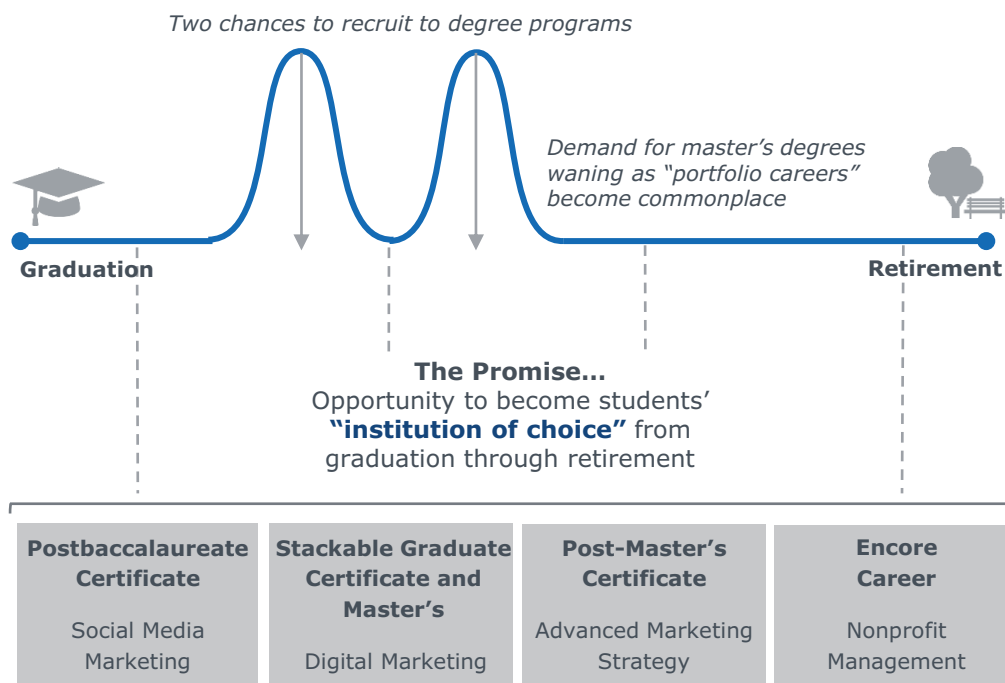 Two chances to recruit to degree programs
Demand for master’s degrees
waning as “portfolio careers”
become commonplace
Graduation
Retirement
The Promise…
Opportunity to become students’
“institution of choice” from
graduation through retirement
Postbaccalaureate
Certificate
Social Media
Marketing
Stackable Graduate
Certificate and
Master’s
Digital Marketing
Post-Master’s
Certificate
Advanced Marketing
Strategy
Encore
Career
Nonprofit
Management